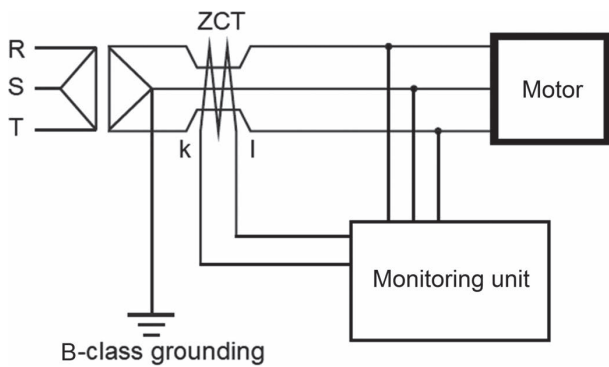 ZCT
R
S
T
Motor
k
l
Monitoring unit
B-class grounding